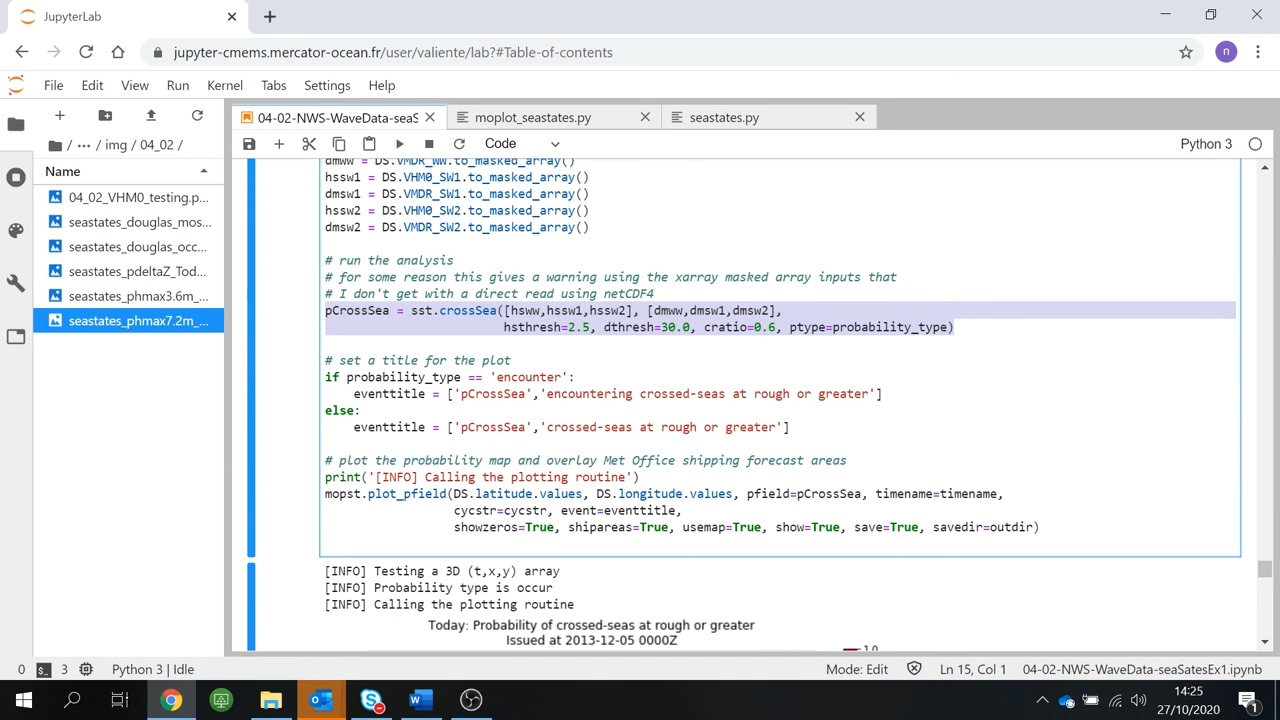 JupyterLab
jupyter-cmems.mercator-ocean.fr/user/valiente/lab?#Table-of-contents
n
File Edit View Run Kernel Tabs Settings Help
04-02-NWS-WaveData-seaS
moplot_seastates.py
seastates.py
Code
Python 3
/ ··· / img / 04_02 /
Name
04_02_VHM0_testing.p...
seastates_douglas_mos...
seastates_douglas_occ...
seastates_pdeltaZ_Tod...
seastates_phmax3.6m_...
seastates_phmax7.2m_...
dmww = DS.VMDR_WW.to_masked_array()
hssw1 = DS.VHM0_SW1.to_masked_array()
dmsw1 = DS.VMDR_SW1.to_masked_array()
hssw2 = DS.VHM0_SW2.to_masked_array()
dmsw2 = DS.VMDR_SW2.to_masked_array()
# run the analysis
# for some reason this gives a warning using the xarray masked array inputs that
# I don't get with a direct read using netCDF4
pCrossSea = sst.crossSea([hsww,hssw1,hssw2], [dmww,dmsw1,dmsw2],
hsthresh=2.5, dthresh=30.0, cratio=0.6, ptype=probability_type)
# set a title for the plot
if probability_type == 'encounter':
eventtitle = ['pCrossSea','encountering crossed-seas at rough or greater']
else:
eventtitle = ['pCrossSea','crossed-seas at rough or greater']
# plot the probability map and overlay Met Office shipping forecast areas
print('[INFO] Calling the plotting routine')
mopst.plot_pfield(DS.latitude.values, DS.longitude.values, pfield=pCrossSea, timename=timename,
cycstr=cycstr, event=eventtitle,
showzeros=True, shipareas=True, usemap=True, show=True, save=True, savedir=outdir)
[INFO] Testing a 3D (t,x,y) array
[INFO] Probability type is occur
[INFO] Calling the plotting routine
Today: Probability of crossed-seas at rough or greater
Issued at 2013-12-05 0000Z
1.0
0 3 Python 3 | Idle
Mode: Edit Ln 15, Col 1 04-02-NWS-WaveData-seaSatesEx1.ipynb
14:25
27/10/2020
1